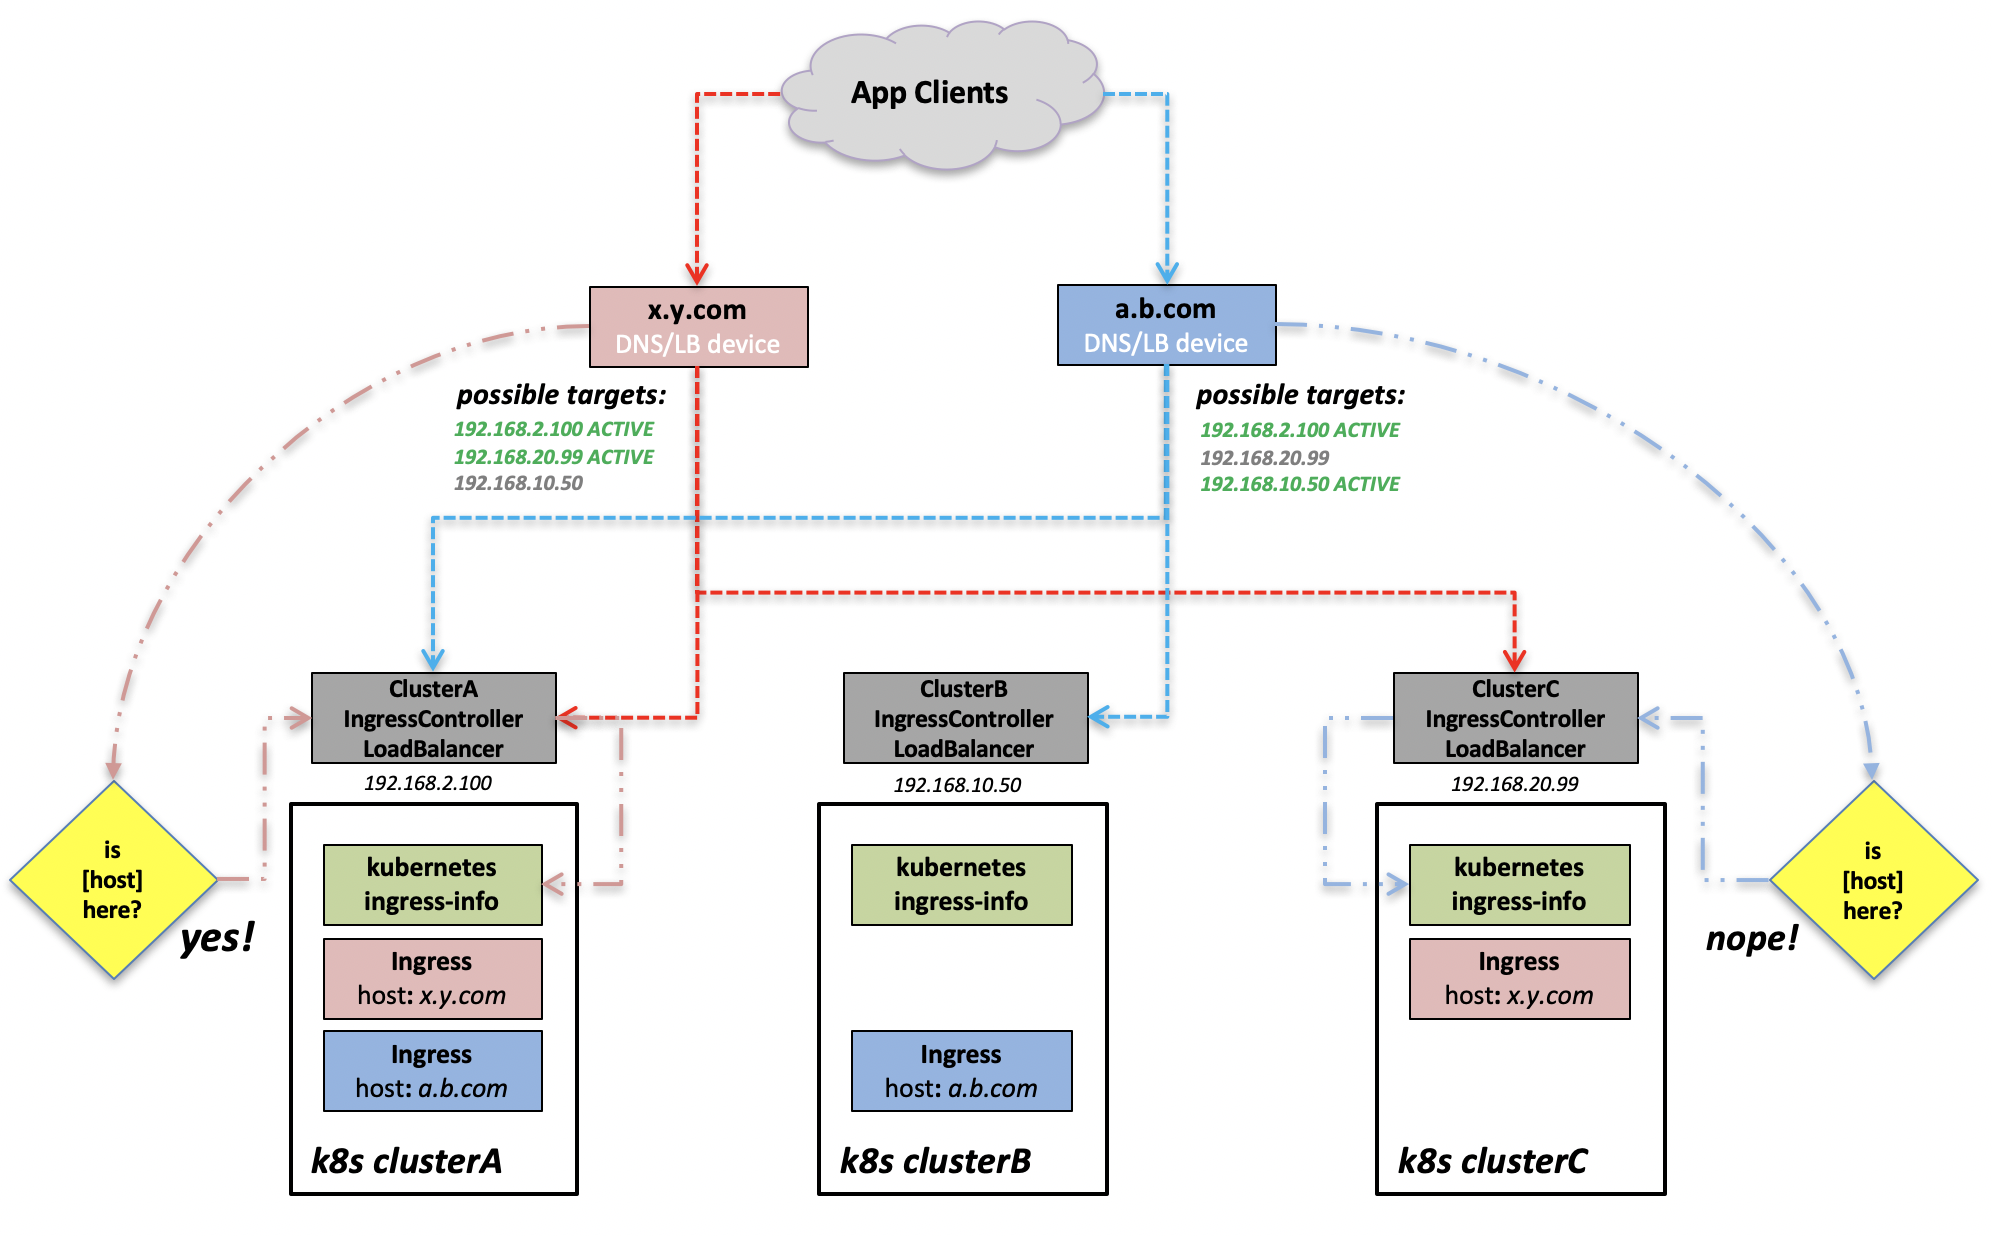 App Clients
x.y.com
DNS/LB device
a.b.com
DNS/LB device
possible targets:
192.168.2.100 ACTIVE
192.168.20.99 ACTIVE
192.168.10.50
possible targets:
192.168.2.100 ACTIVE
192.168.20.99
192.168.10.50 ACTIVE
ClusterA
IngressController
LoadBalancer
192.168.2.100
ClusterB
IngressController
LoadBalancer
192.168.10.50
ClusterC
IngressController
LoadBalancer
192.168.20.99
is
[host]
here?
yes!
kubernetes
ingress-info
Ingress
host: x.y.com
Ingress
host: a.b.com
k8s clusterA
kubernetes
ingress-info
Ingress
host: a.b.com
k8s clusterB
kubernetes
ingress-info
Ingress
host: x.y.com
k8s clusterC
is
[host]
here?
nope!